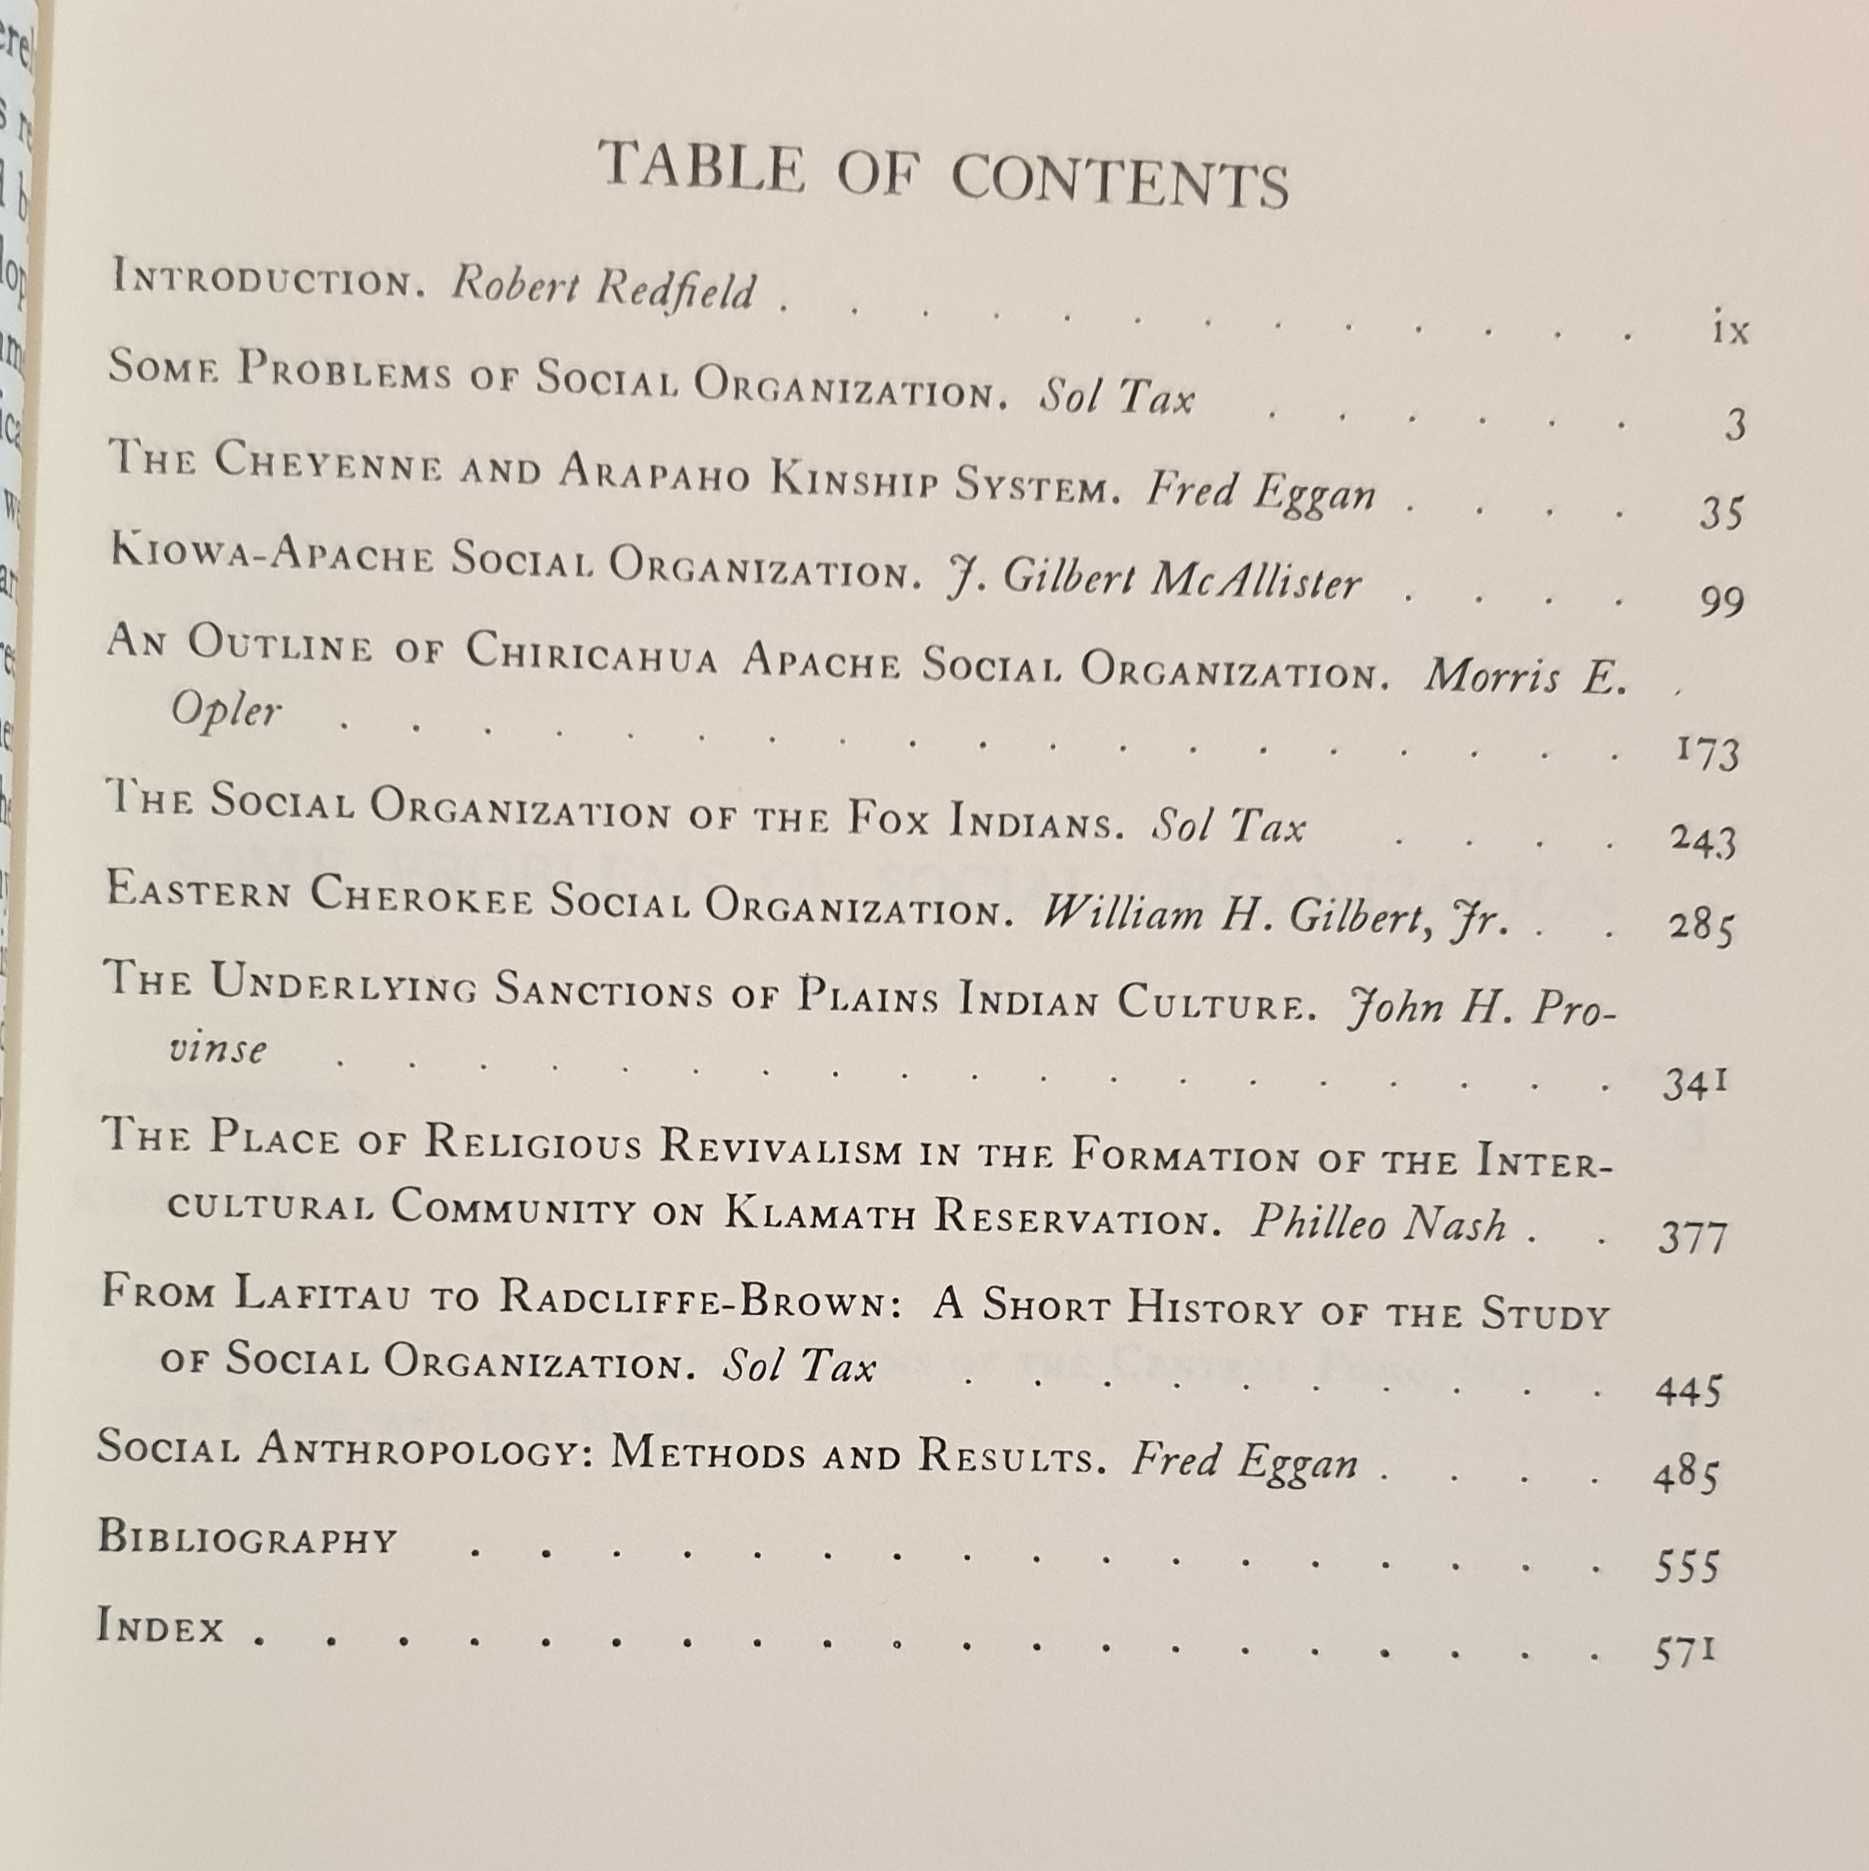 TABLE OF CONTENTS
INTRODUCTION. Robert Redfield . . . . . . . . . . . . . ix
SOME PROBLEMS OF SOCIAL ORGANIZATION. Sol Tax . . . . . . 3
THE CHEYENNE AND ARAPAHO KINSHIP SYSTEM. Fred Eggan . . . . 35
KIOWA-APACHE SOCIAL ORGANIZATION. J. Gilbert McAllister . . . . 99
AN OUTLINE OF CHIRICAHUA APACHE SOCIAL ORGANIZATION. Morris E.
Opler . . . . . . . . . . . . . . . . . . . 173
THE SOCIAL ORGANIZATION OF THE FOX INDIANS. Sol Tax . . . . 243
EASTERN CHEROKEE SOCIAL ORGANIZATION. William H. Gilbert, Jr. . . 285
THE UNDERLYING SANCTIONS OF PLAINS INDIAN CULTURE. John H. Pro-
vinse . . . . . . . . . . . . . . . . . . . 341
THE PLACE OF RELIGIOUS REVIVALISM IN THE FORMATION OF THE INTER-
CULTURAL COMMUNITY ON KLAMATH RESERVATION. Philleo Nash . . 377
FROM LAFITAU TO RADCLIFFE-BROWN: A SHORT HISTORY OF THE STUDY
OF SOCIAL ORGANIZATION. Sol Tax . . . . . . . . . . 445
SOCIAL ANTHROPOLOGY: METHODS AND RESULTS. Fred Eggan . . . . 485
BIBLIOGRAPHY . . . . . . . . . . . . . . . . . 555
INDEX . . . . . . . . . . . . . . . . . . . . 571